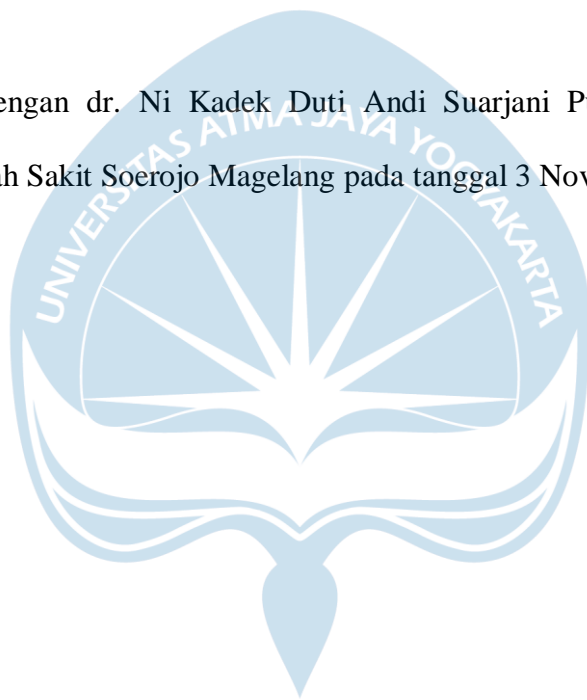 engan dr. Ni Kadek Duti Andi Suarjani P
ah Sakit Soerojo Magelang pada tanggal 3 Nov
UNIVERSITAS ATMA JAYA YOGYAKARTA